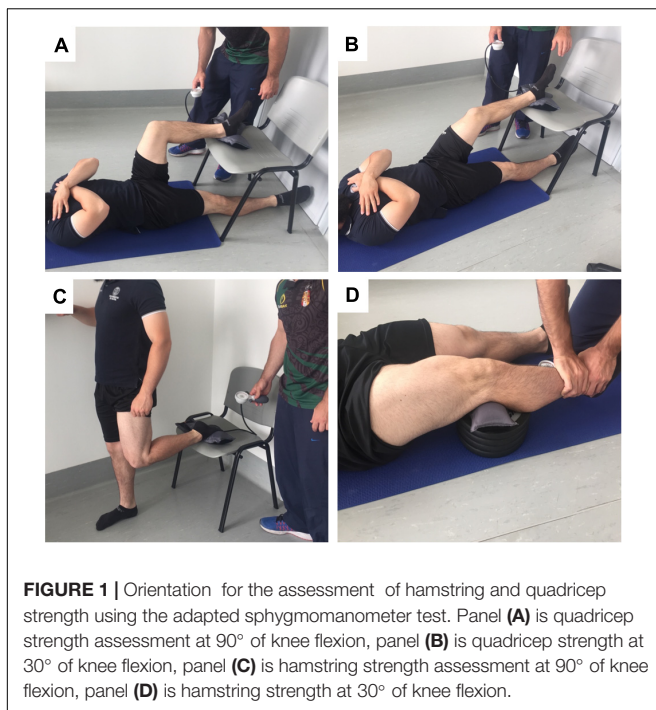 A
B
C
D
FIGURE 1 | Orientation for the assessment of hamstring and quadricep
strength using the adapted sphygmomanometer test. Panel (A) is quadricep
strength assessment at 90° of knee flexion, panel (B) is quadricep strength at
30° of knee flexion, panel (C) is hamstring strength assessment at 90° of knee
flexion, panel (D) is hamstring strength at 30° of knee flexion.